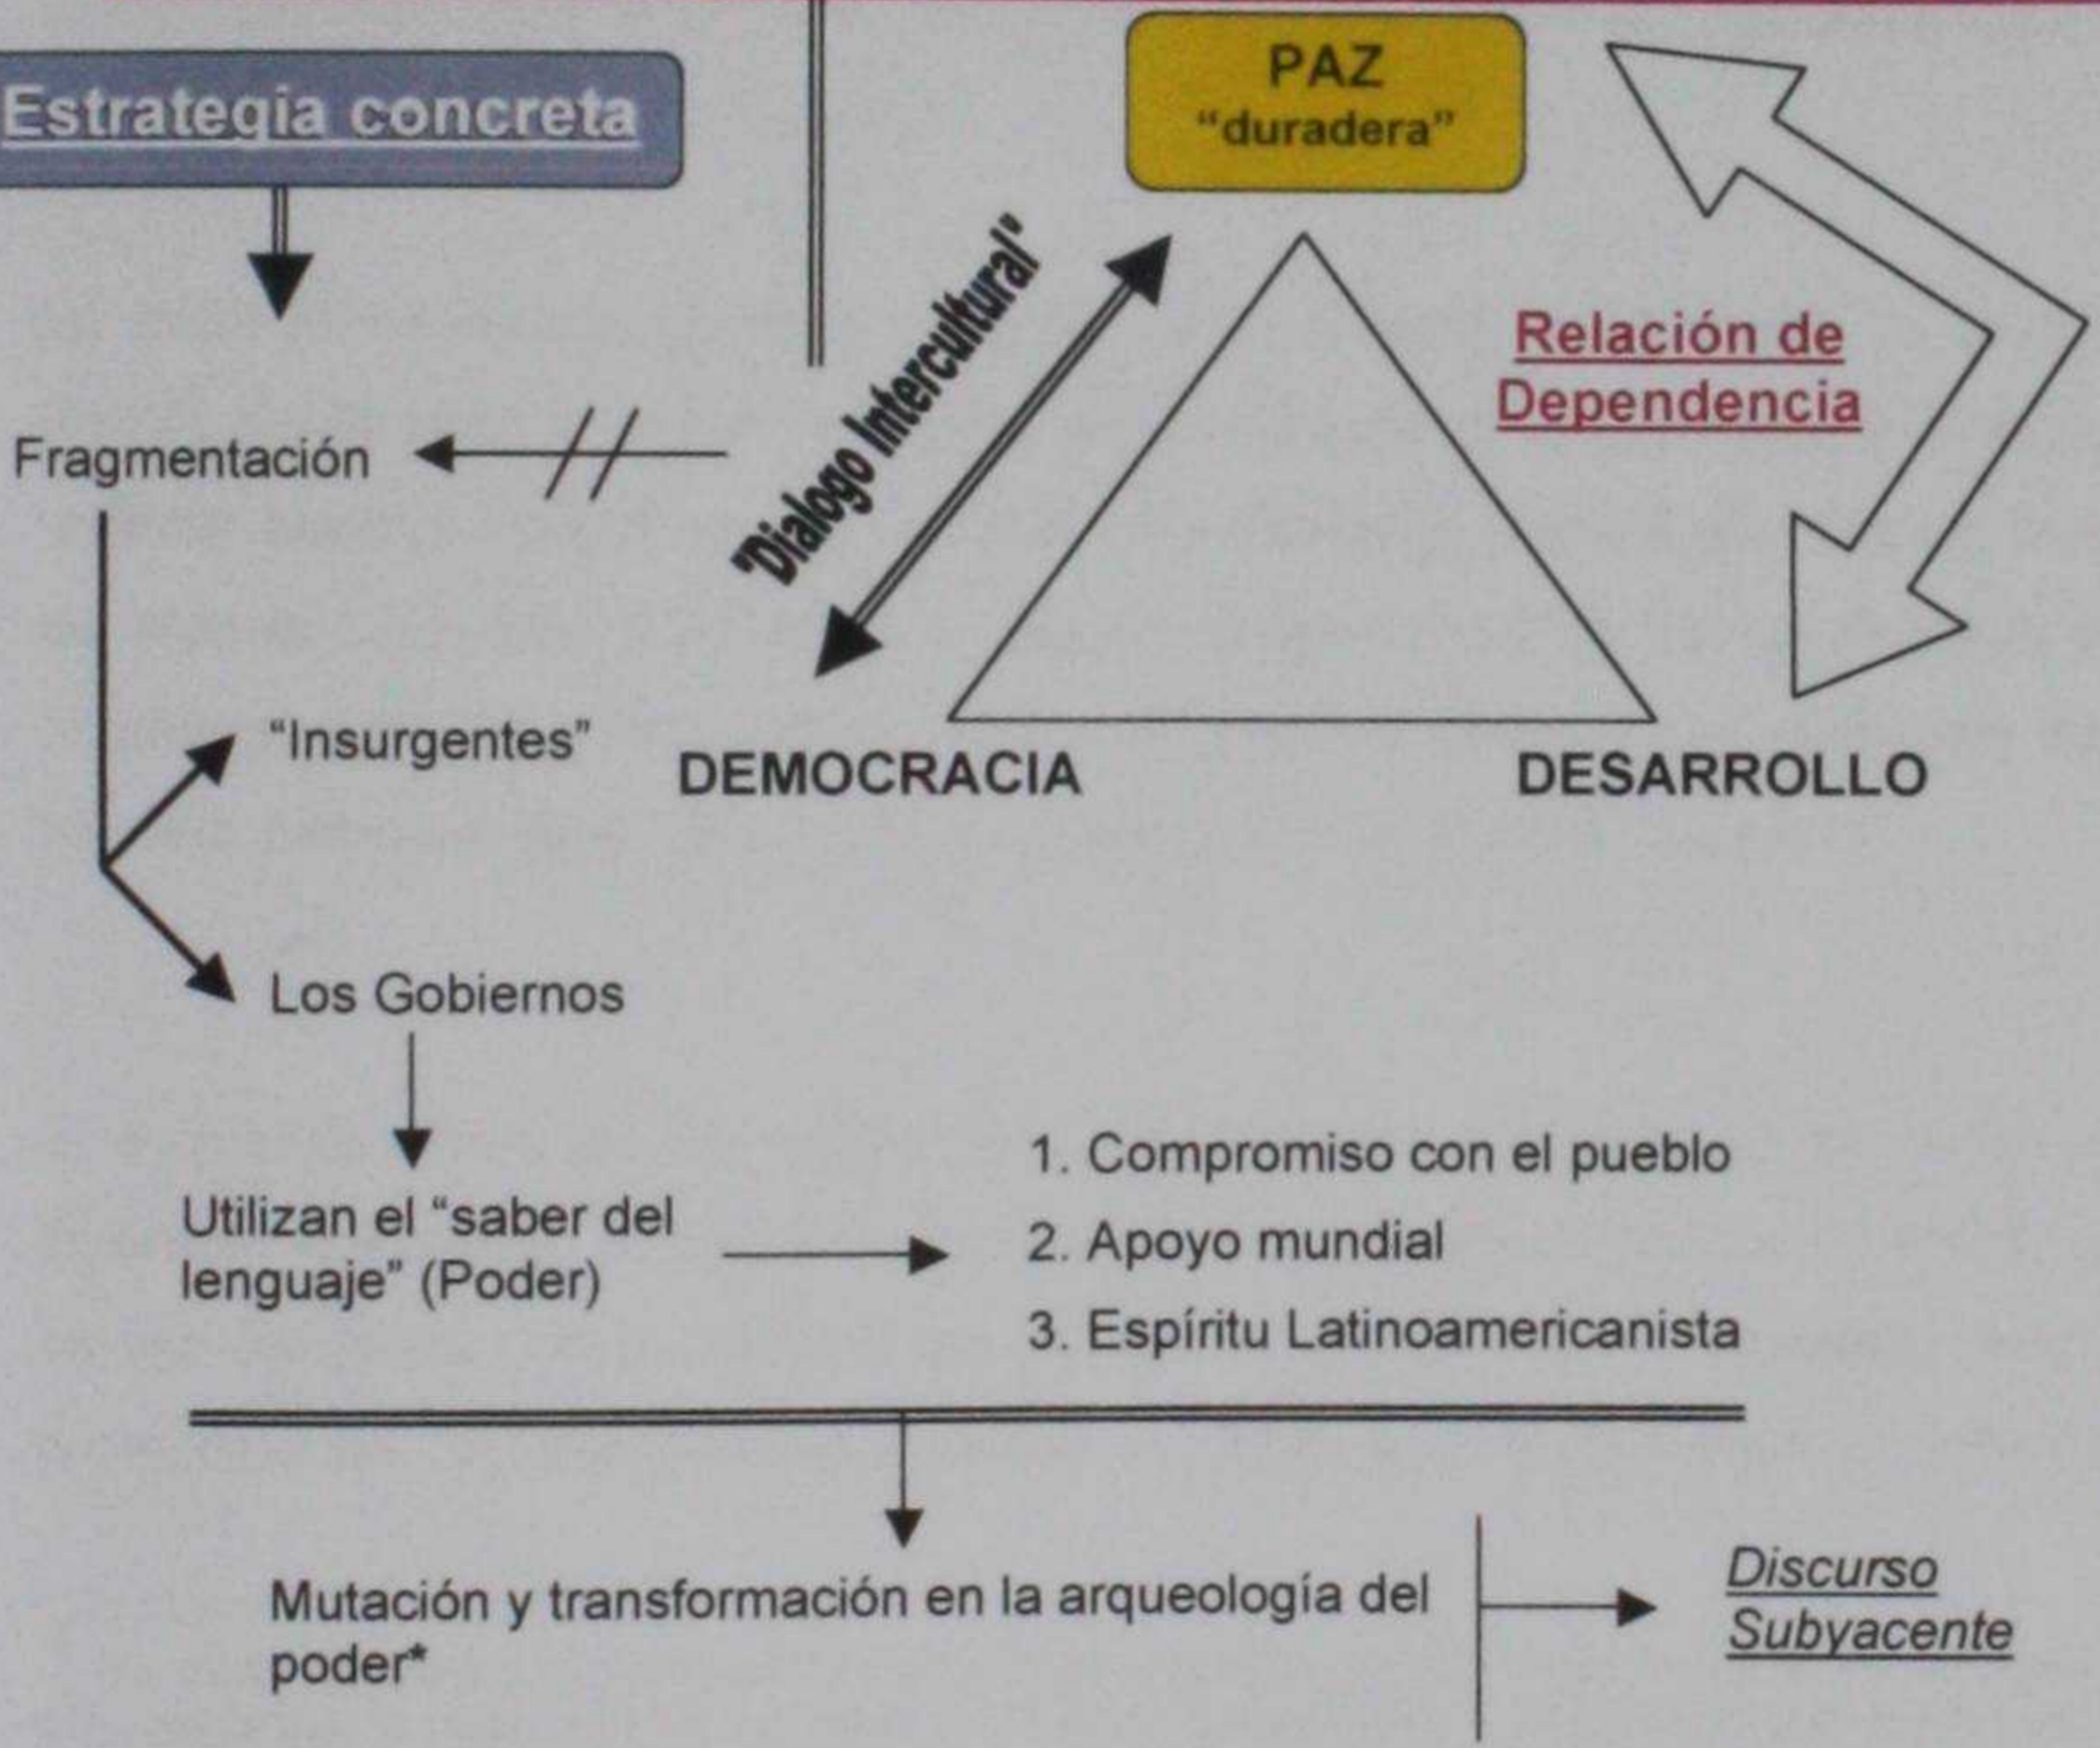 Estrategia concreta
PAZ
“duradera”
"Dialogo Intercultural"
Relación de
Dependencia
Fragmentación
“Insurgentes”
DEMOCRACIA
DESARROLLO
Los Gobiernos
Utilizan el “saber del
lenguaje” (Poder)
1. Compromiso con el pueblo
2. Apoyo mundial
3. Espíritu Latinoamericanista
Mutación y transformación en la arqueología del
poder*
Discurso
Subyacente